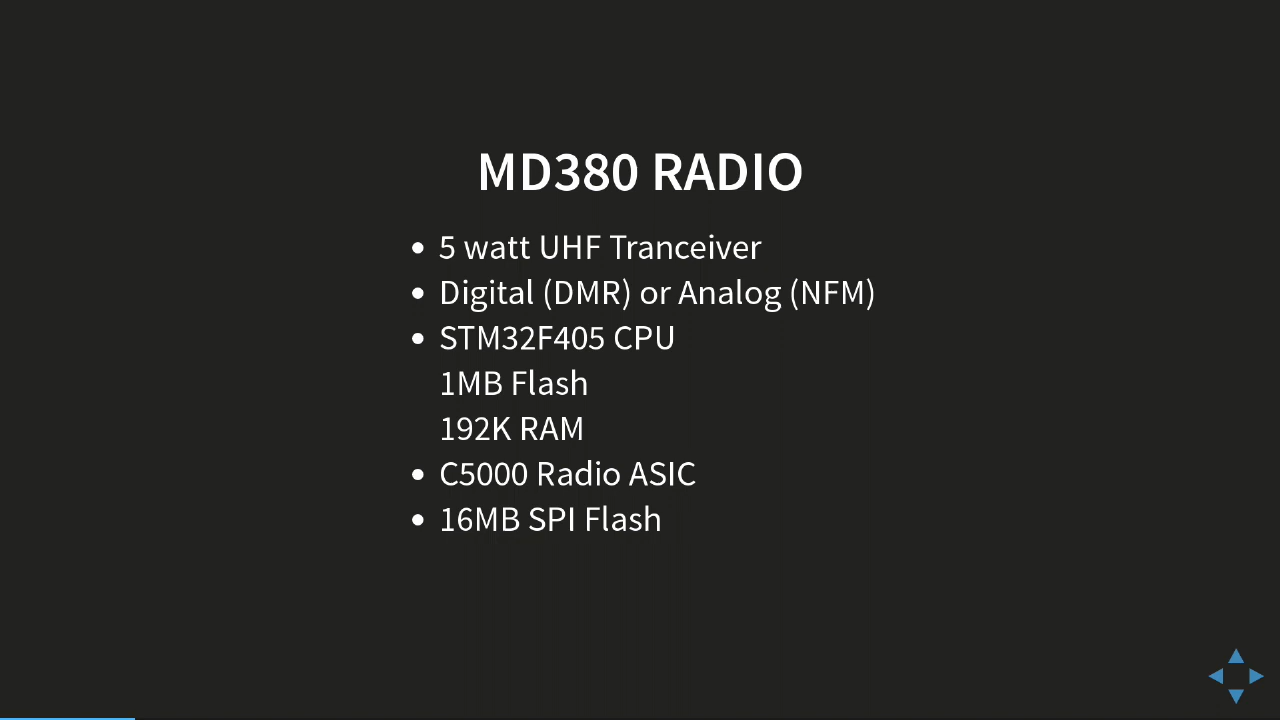 MD380 RADIO
5 watt UHF Tranceiver
Digital (DMR) or Analog (NFM)
STM32F405 CPU
1MB Flash
192K RAM
C5000 Radio ASIC
16MB SPI Flash